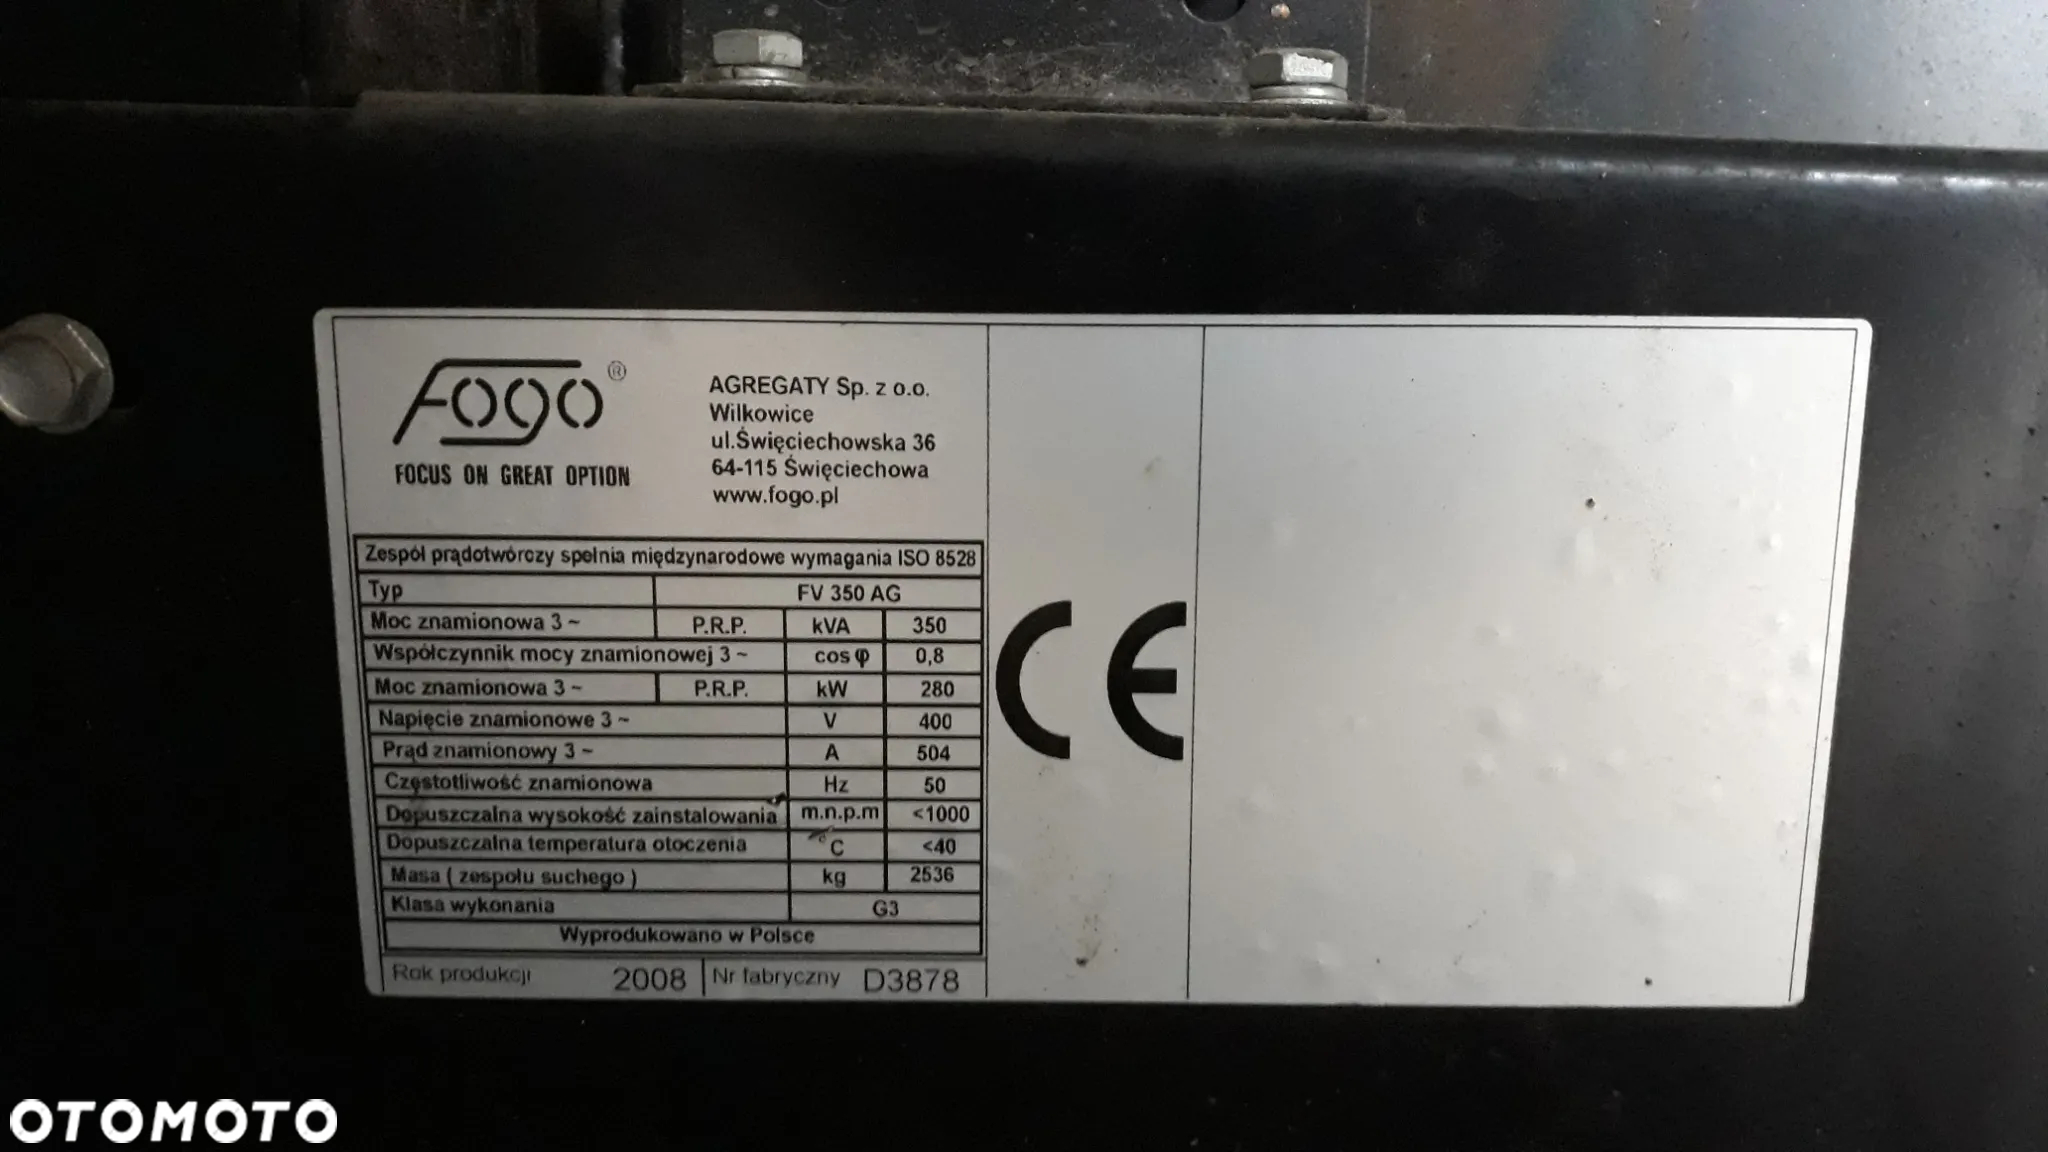 Fogo®
FOCUS ON GREAT OPTION
AGREGATY Sp. z o.o.
Wilkowice
ul.Święciechowska 36
64-115 Święciechowa
www.fogo.pl
Zespół prądotwórczy spełnia międzynarodowe wymagania ISO 8528
Typ FV 350 AG
Moc znamionowa 3 ~ P.R.P. kVA 350
Współczynnik mocy znamionowej 3 ~ cos φ 0,8
Moc znamionowa 3 ~ P.R.P. kW 280
Napięcie znamionowe 3 ~ V 400
Prąd znamionowy 3 ~ A 504
Częstotliwość znamionowa Hz 50
Dopuszczalna wysokość zainstalowania m.n.p.m <1000
Dopuszczalna temperatura otoczenia °C <40
Masa ( zespołu suchego ) kg 2536
Klasa wykonania G3
Wyprodukowano w Polsce
Rok produkcji 2008 Nr fabryczny D3878
CE
OTOMOTO